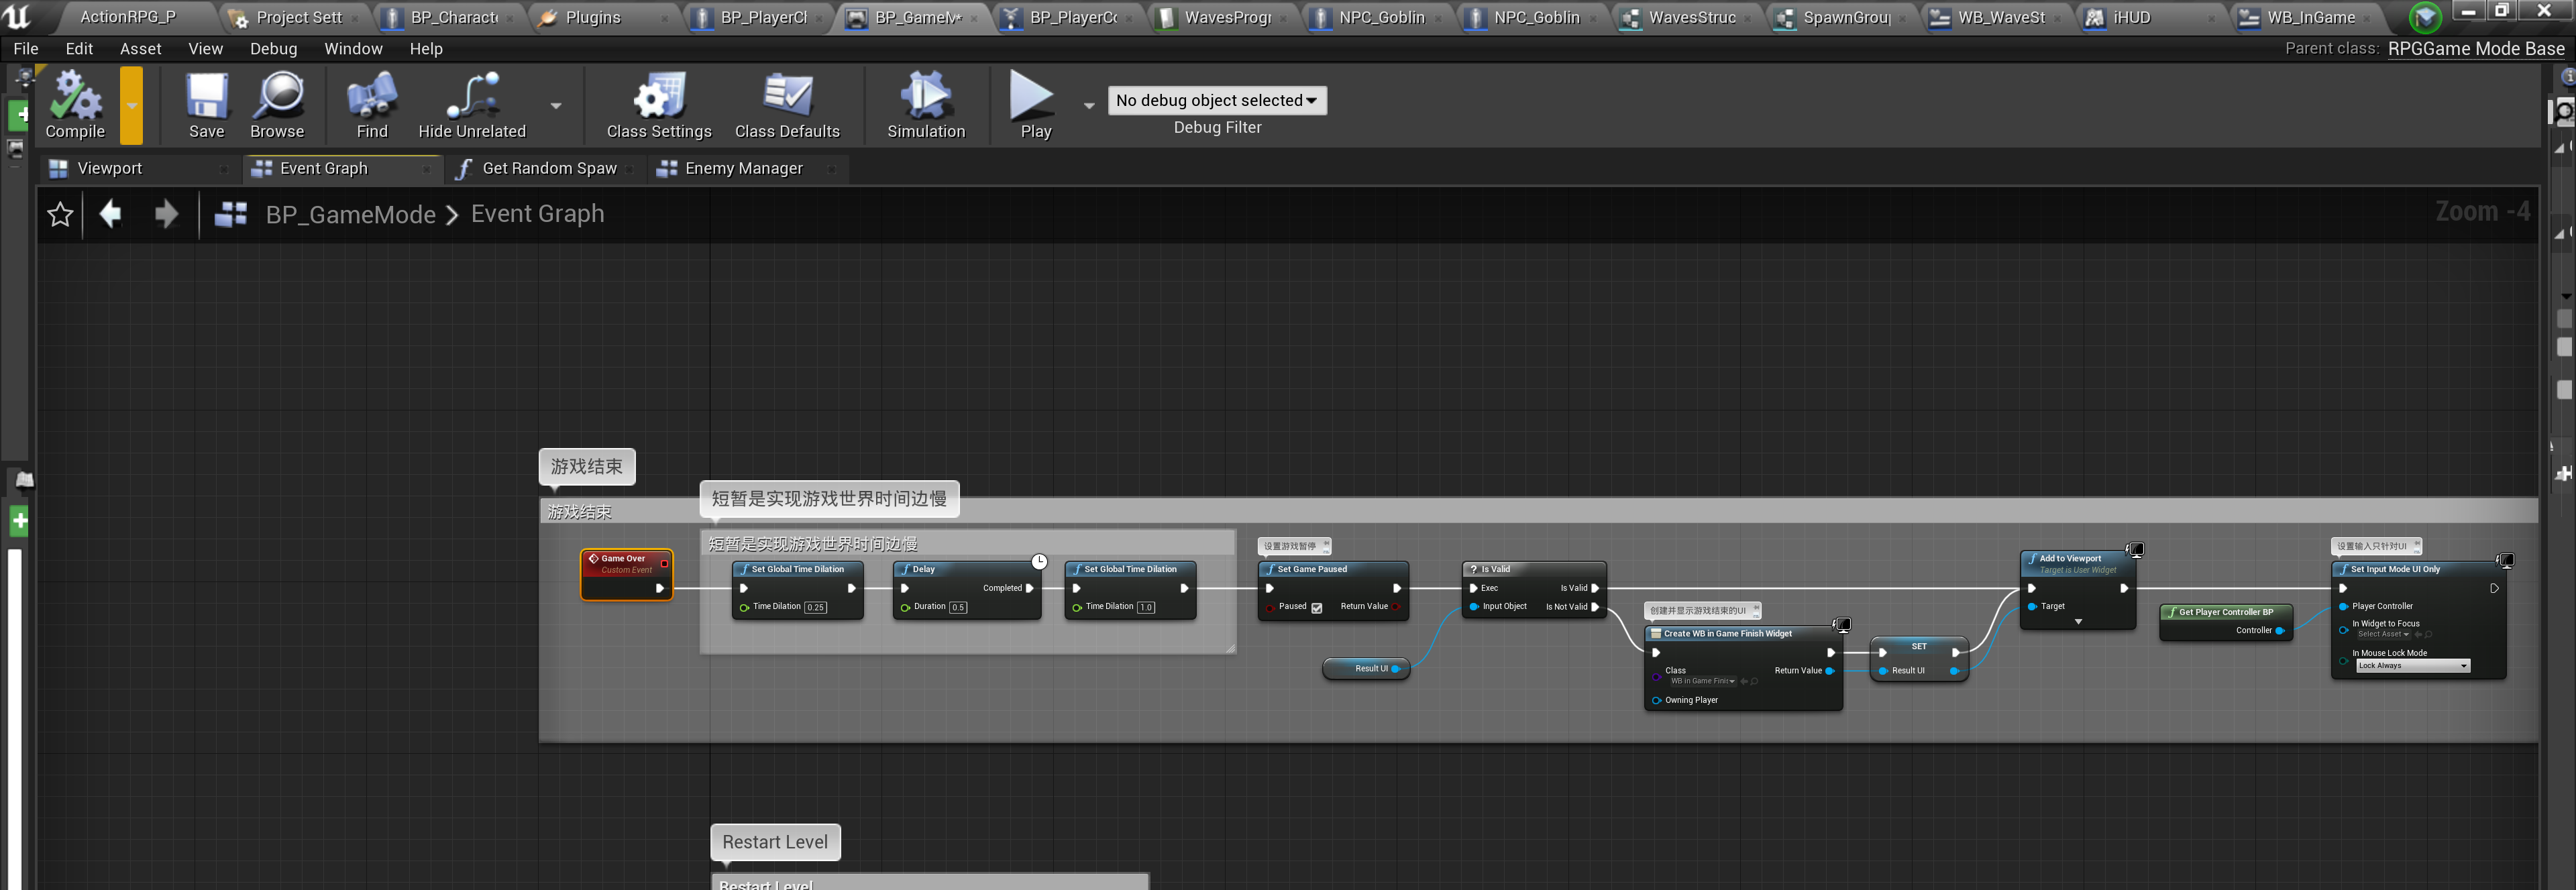 ActionRPG_P
Project Sett
BP_Characte
Plugins
BP_PlayerCl
BP_GameM*
BP_PlayerCo
WavesProgr
NPC_Goblin
NPC_Goblin
WavesStruc
SpawnGrou
WB_WaveSt
iHUD
WB_InGame
File
Edit
Asset
View
Debug
Window
Help
Parent class: RPGGame Mode Base
Compile
Save
Browse
Find
Hide Unrelated
Class Settings
Class Defaults
Simulation
Play
No debug object selected
Debug Filter
Viewport
Event Graph
Get Random Spaw
Enemy Manager
BP_GameMode > Event Graph
Zoom -4
游戏结束
短暂是实现游戏世界时间边慢
游戏结束
短暂是实现游戏世界时间边慢
Game Over
Custom Event
Set Global Time Dilation
Time Dilation 0.25
Delay
Completed
Duration 0.5
Set Global Time Dilation
Time Dilation 1.0
设置游戏暂停
Set Game Paused
Paused
Return Value
Result UI
? Is Valid
Exec
Is Valid
Input Object
Is Not Valid
创建并显示游戏结束的UI
Create WB in Game Finish Widget
Class
WB in Game Finis
Return Value
Owning Player
SET
Result UI
Add to Viewport
Target is User Widget
Target
Get Player Controller BP
Controller
设置输入只针对UI
Set Input Mode UI Only
Player Controller
In Widget to Focus
Select Asset
In Mouse Lock Mode
Lock Always
Restart Level
Restart Level